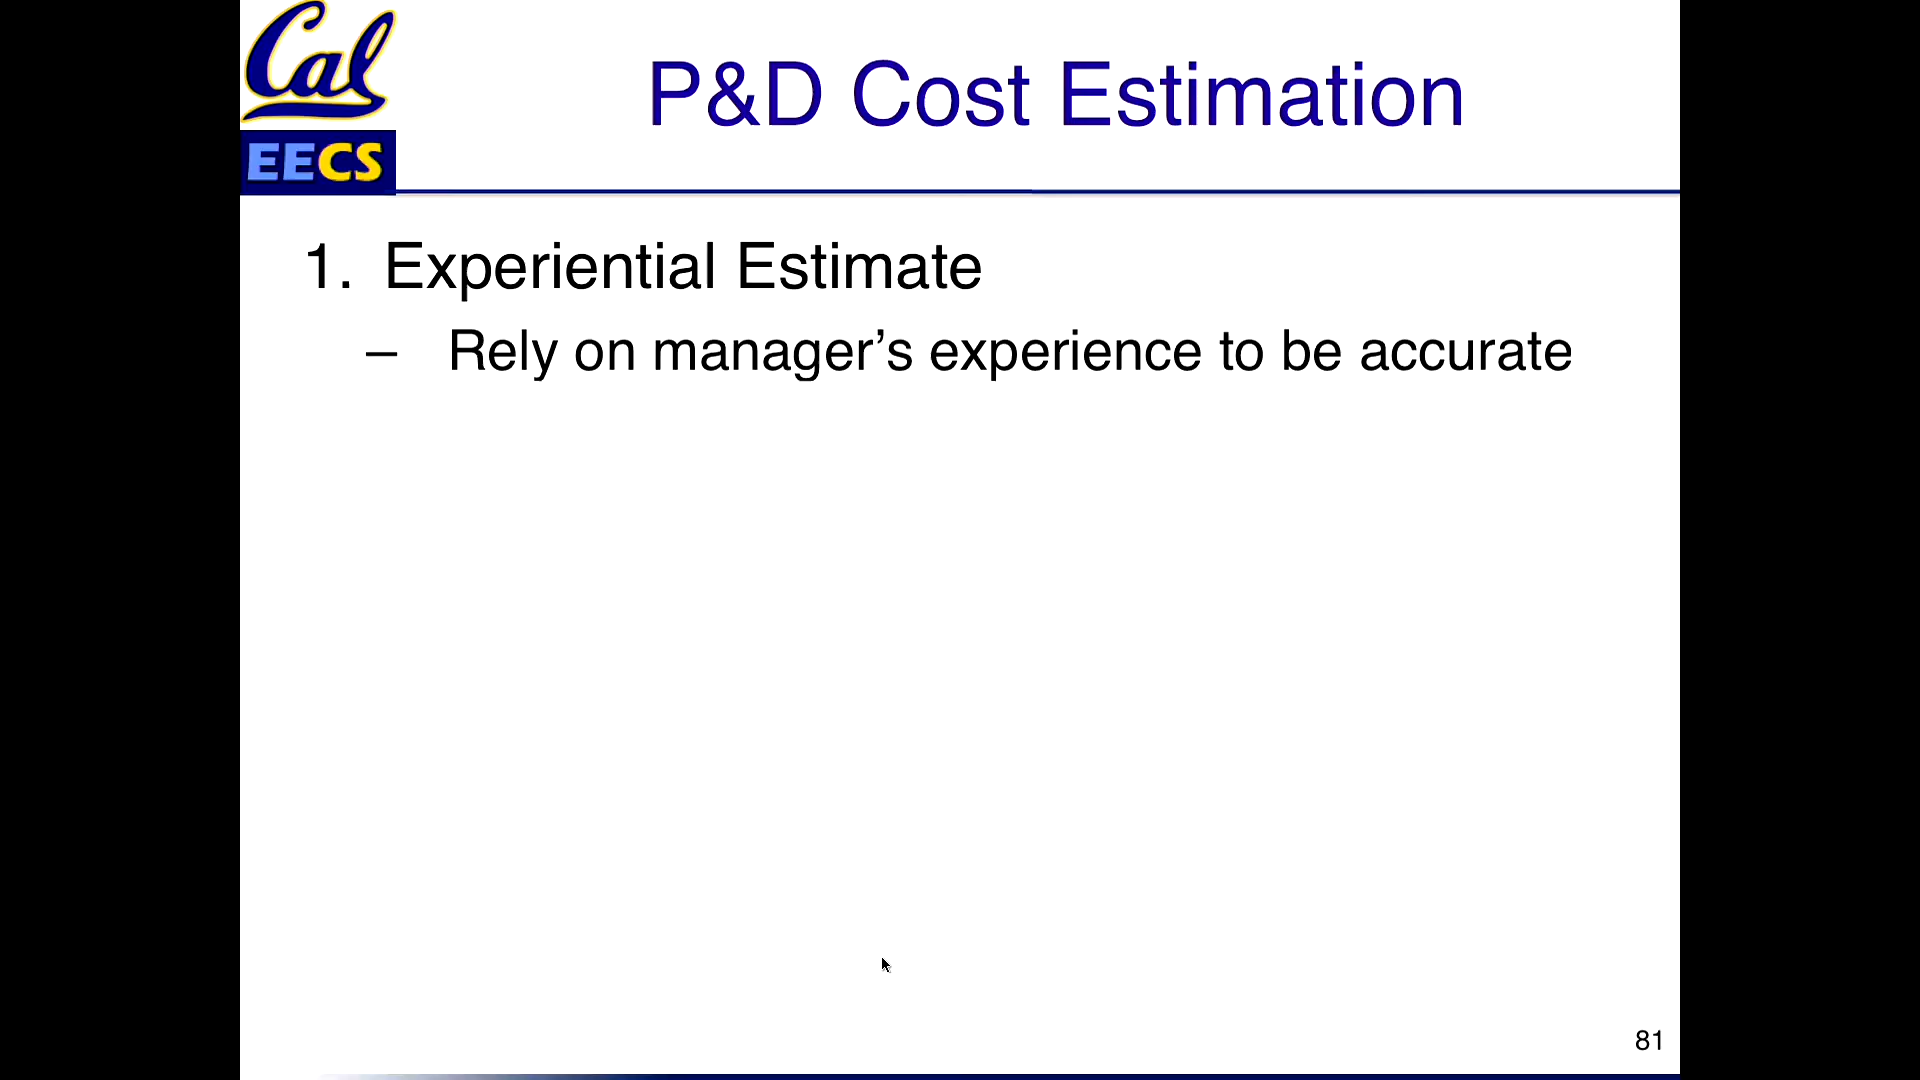 Cal
EECS
P&D Cost Estimation
1. Experiential Estimate
– Rely on manager’s experience to be accurate
81